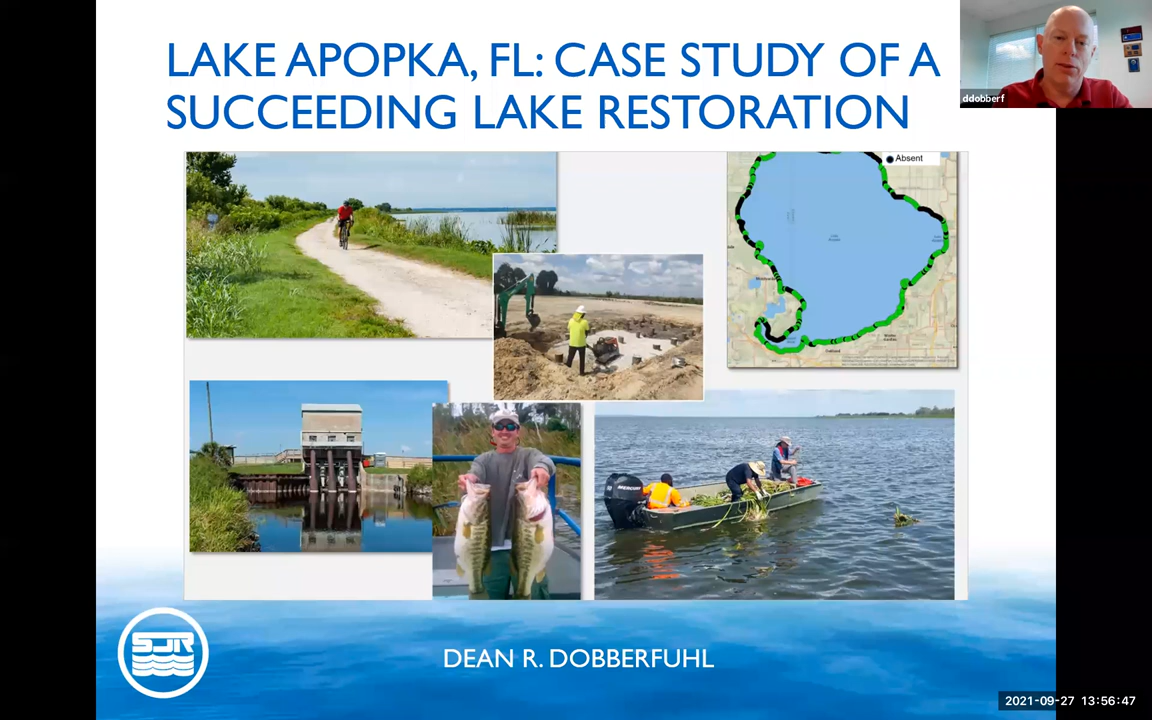 LAKE APOPKA, FL: CASE STUDY OF A
SUCCEEDING LAKE RESTORATION
ddobberf
Absent
MERCURY
SJR
DEAN R. DOBBERFUHL
2021-09-27 13:56:47